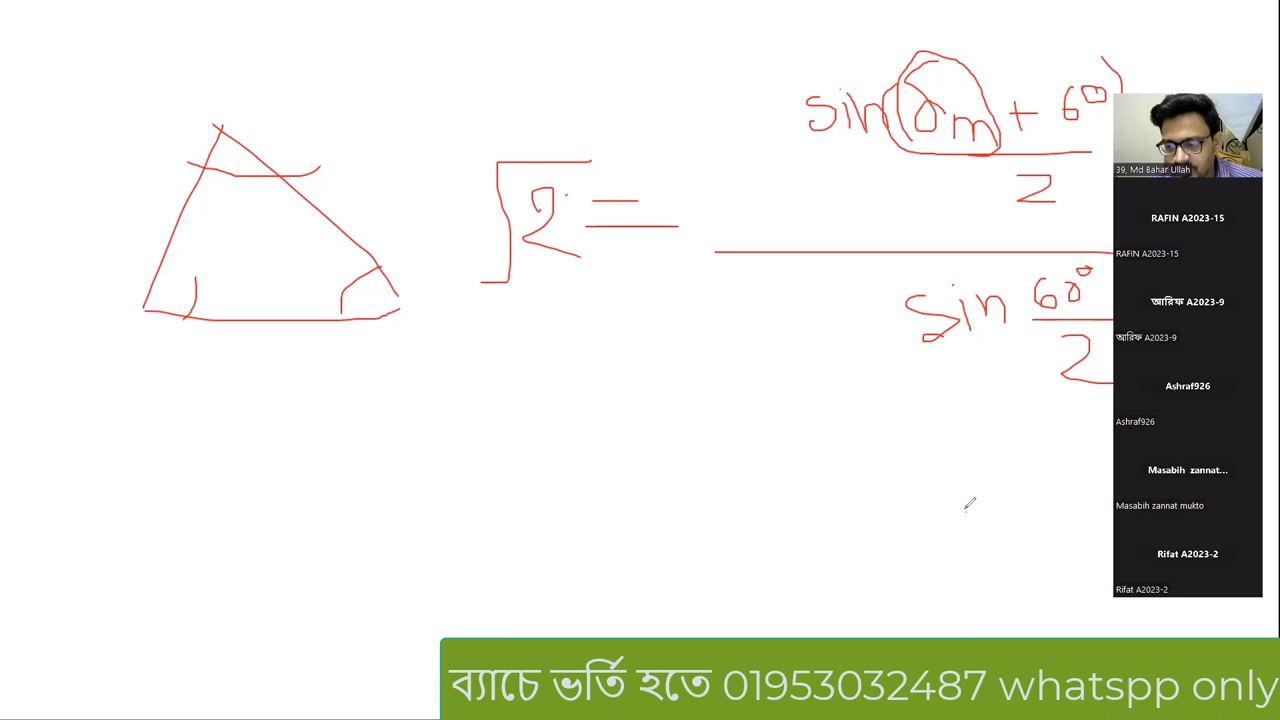 sin(δm + 60°)
2
√2 =
sin 60°
2
39, Md Bahar Ullah
RAFIN A2023-15
RAFIN A2023-15
আরিফ A2023-9
আরিফ A2023-9
Ashraf926
Ashraf926
Masabih zannat...
Masabih zannat mukto
Rifat A2023-2
Rifat A2023-2
ব্যাচে ভর্তি হতে 01953032487 whatspp only